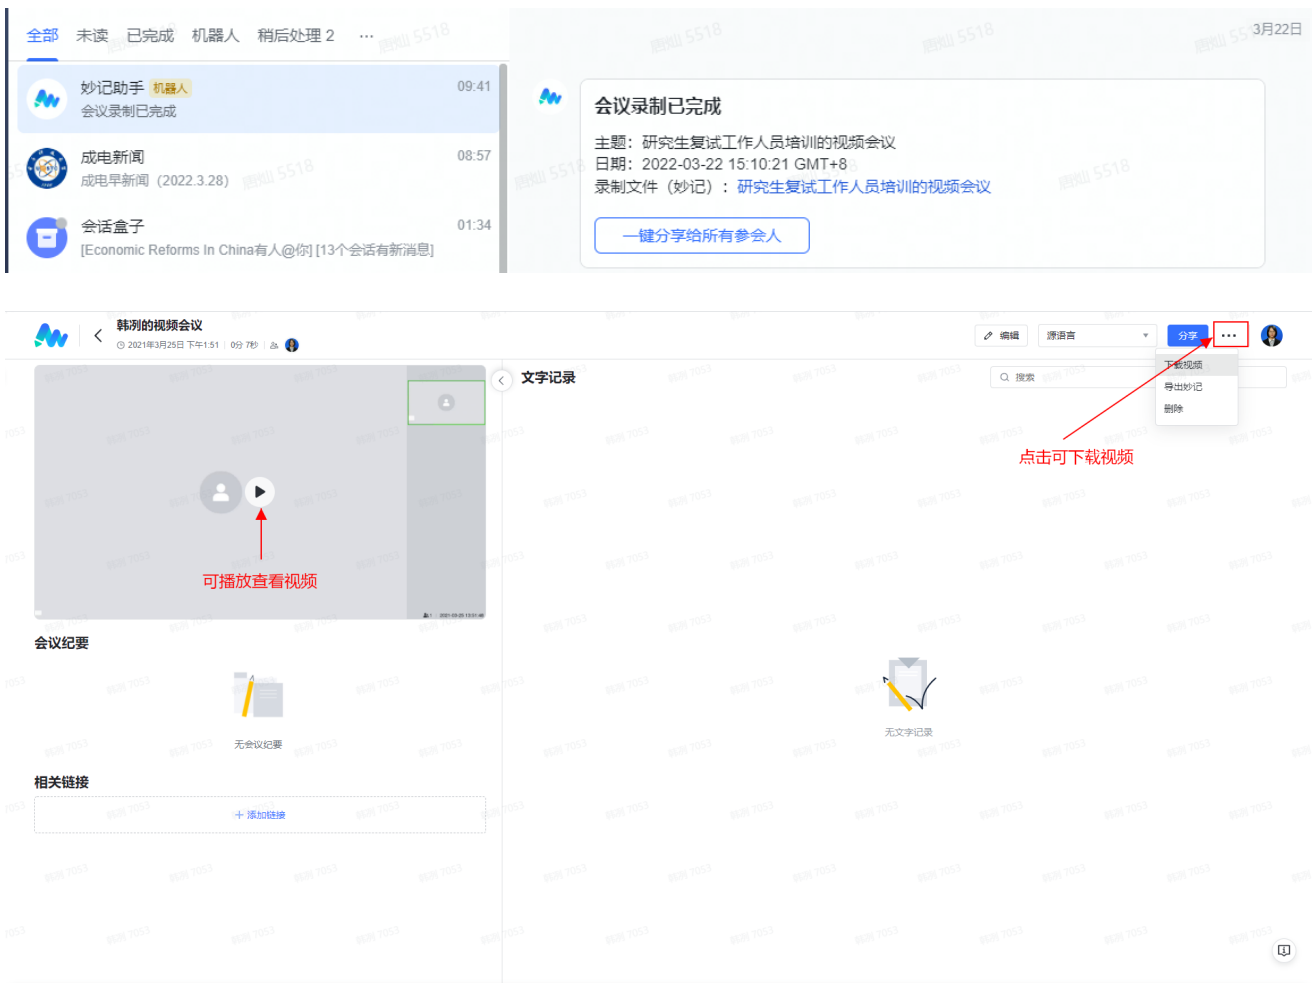 全部 未读 已完成 机器人 稍后处理 2 ···
3月22日
妙记助手 机器人 09:41
会议录制已完成
成电新闻 08:57
成电早新闻（2022.3.28）
会话盒子 01:34
[Economic Reforms In China有人@你] [13个会话有新消息]
会议录制已完成
主题：研究生复试工作人员培训的视频会议
日期：2022-03-22 15:10:21 GMT+8
录制文件（妙记）：研究生复试工作人员培训的视频会议
一键分享给所有参会人
韩冽的视频会议
2021年3月25日 下午1:51 | 0分 7秒
编辑 源语言 分享 ···
下载视频
导出妙记
删除
文字记录
搜索
点击可下载视频
可播放查看视频
会议纪要
无会议纪要
无文字记录
相关链接
+ 添加链接